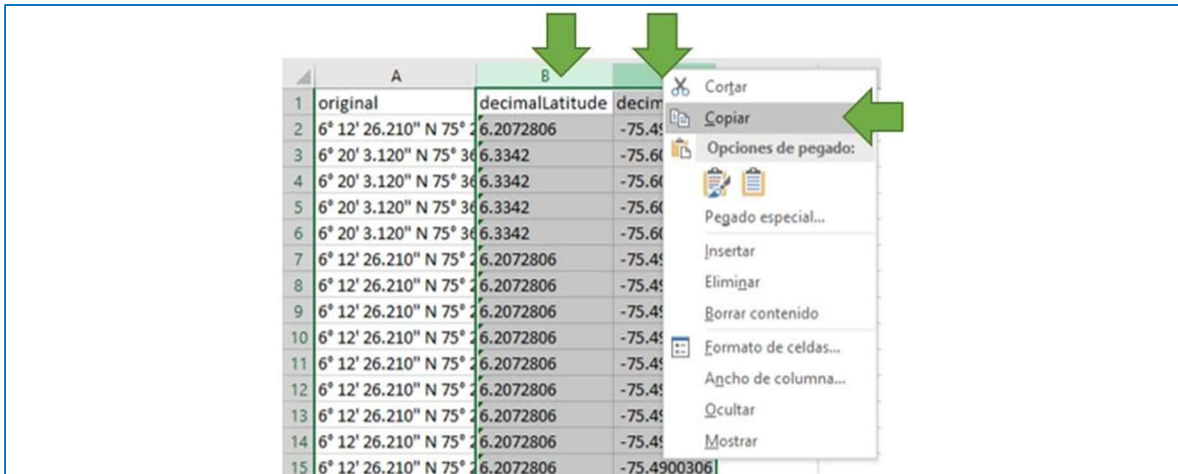 A B
1 original decimalLatitude decim
2 6° 12' 26.210" N 75° 2 6.2072806 -75.49
3 6° 20' 3.120" N 75° 36 6.3342 -75.60
4 6° 20' 3.120" N 75° 36 6.3342 -75.60
5 6° 20' 3.120" N 75° 36 6.3342 -75.60
6 6° 20' 3.120" N 75° 36 6.3342 -75.60
7 6° 12' 26.210" N 75° 2 6.2072806 -75.49
8 6° 12' 26.210" N 75° 2 6.2072806 -75.49
9 6° 12' 26.210" N 75° 2 6.2072806 -75.49
10 6° 12' 26.210" N 75° 2 6.2072806 -75.49
11 6° 12' 26.210" N 75° 2 6.2072806 -75.49
12 6° 12' 26.210" N 75° 2 6.2072806 -75.49
13 6° 12' 26.210" N 75° 2 6.2072806 -75.49
14 6° 12' 26.210" N 75° 2 6.2072806 -75.49
15 6° 12' 26.210" N 75° 2 6.2072806 -75.4900306
Cortar
Copiar
Opciones de pegado:
Pegado especial...
Insertar
Eliminar
Borrar contenido
Formato de celdas...
Ancho de columna...
Ocultar
Mostrar